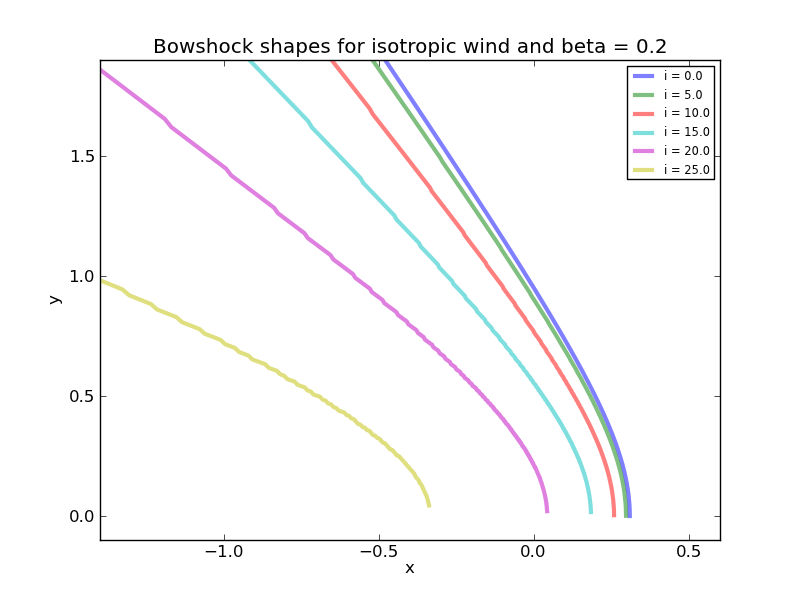 Bowshock shapes for isotropic wind and beta = 0.2
i = 0.0
i = 5.0
i = 10.0
i = 15.0
i = 20.0
i = 25.0
y
1.5
1.0
0.5
0.0
−1.0 −0.5 0.0 0.5
x